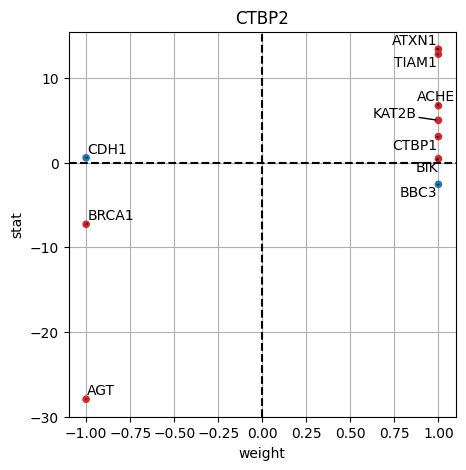 CTBP2
ATXN1
TIAM1
ACHE
KAT2B
CTBP1
CDH1
BIK
BBC3
BRCA1
AGT
10
0
−10
−20
−30
stat
−1.00 −0.75 −0.50 −0.25 0.00 0.25 0.50 0.75 1.00
weight